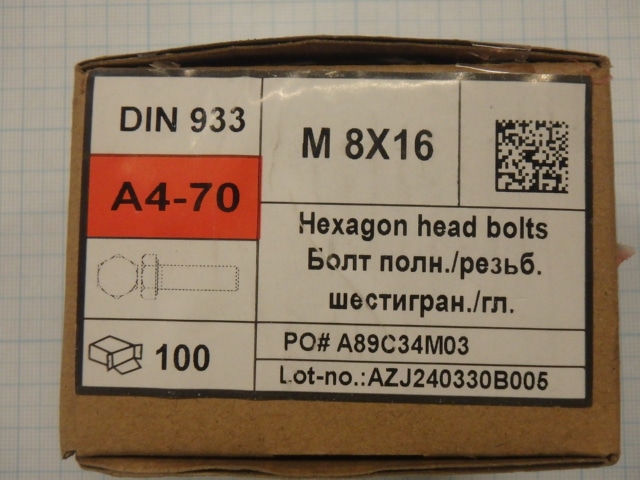 DIN 933
M 8X16
A4-70
Hexagon head bolts
Болт полн./резьб.
шестигран./гл.
100
PO# A89C34M03
Lot-no.:AZJ240330B005